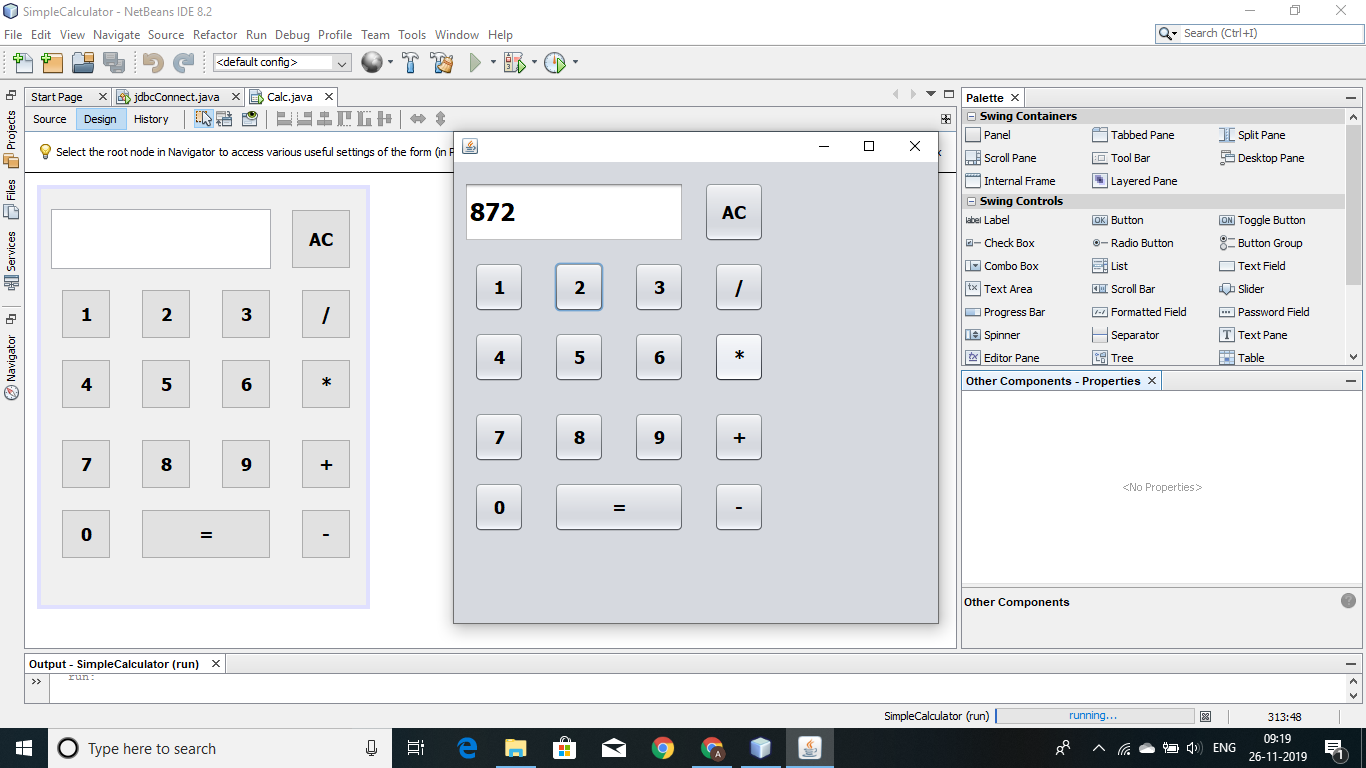 SimpleCalculator - NetBeans IDE 8.2
File Edit View Navigate Source Refactor Run Debug Profile Team Tools Window Help
Search (Ctrl+I)
<default config>
Start Page
jdbcConnect.java
Calc.java
Source Design History
Select the root node in Navigator to access various useful settings of the form (in
Projects
Files
Services
Navigator
AC
1 2 3 /
4 5 6 *
7 8 9 +
0 = -
872
AC
1 2 3 /
4 5 6 *
7 8 9 +
0 = -
Palette
Swing Containers
Panel Tabbed Pane Split Pane
Scroll Pane Tool Bar Desktop Pane
Internal Frame Layered Pane
Swing Controls
Label Button Toggle Button
Check Box Radio Button Button Group
Combo Box List Text Field
Text Area Scroll Bar Slider
Progress Bar Formatted Field Password Field
Spinner Separator Text Pane
Editor Pane Tree Table
Other Components - Properties
<No Properties>
Other Components
Output - SimpleCalculator (run)
run:
SimpleCalculator (run) running... 313:48
Type here to search
ENG
09:19
26-11-2019
1